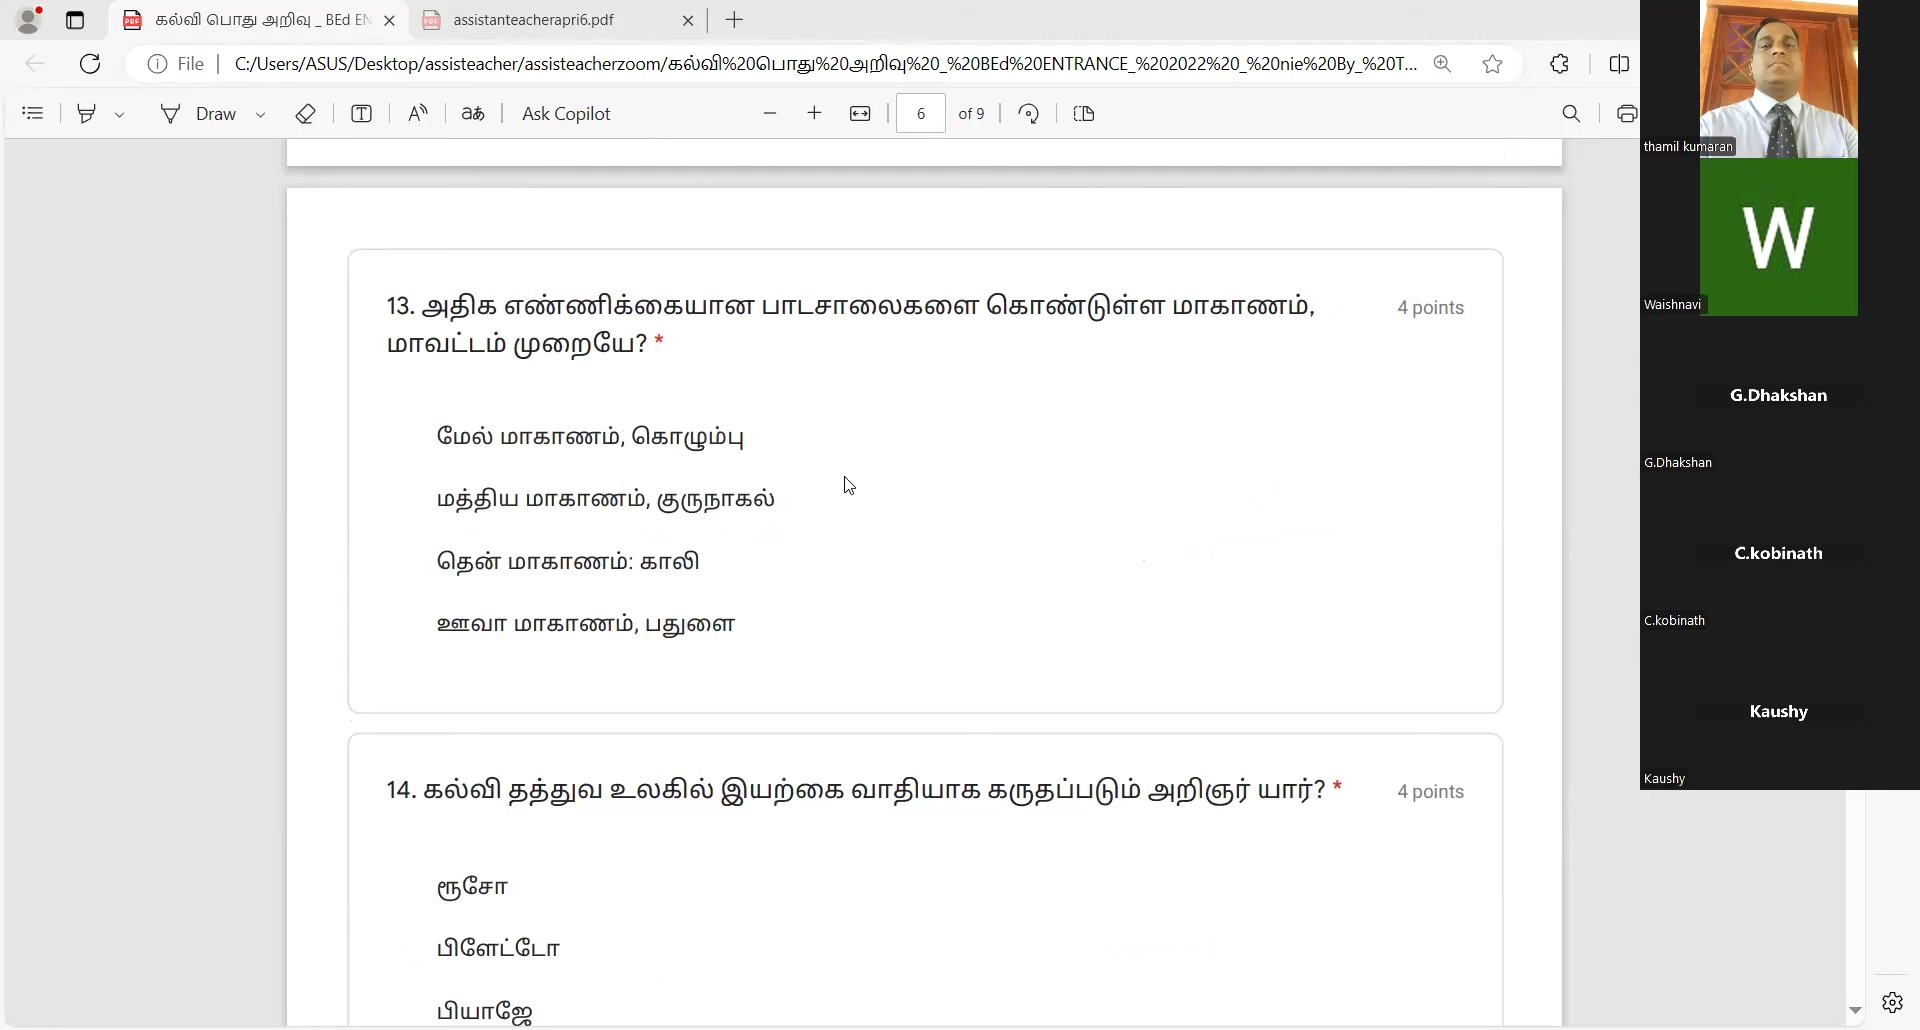 கல்வி பொது அறிவு _ BEd EN
assistanteacherapri6.pdf
File
C:/Users/ASUS/Desktop/assisteacher/assisteacherzoom/கல்வி%20பொது%20அறிவு%20_%20BEd%20ENTRANCE_%202022%20_%20nie%20By_%20T...
Draw
Ask Copilot
6 of 9
13. அதிக எண்ணிக்கையான பாடசாலைகளை கொண்டுள்ள மாகாணம்,
மாவட்டம் முறையே? *
4 points
மேல் மாகாணம், கொழும்பு
மத்திய மாகாணம், குருநாகல்
தென் மாகாணம்: காலி
ஊவா மாகாணம், பதுளை
14. கல்வி தத்துவ உலகில் இயற்கை வாதியாக கருதப்படும் அறிஞர் யார்? *
4 points
ரூசோ
பிளேட்டோ
பியாஜே
thamil kumaran
W
Waishnavi
G.Dhakshan
G.Dhakshan
C.kobinath
C.kobinath
Kaushy
Kaushy